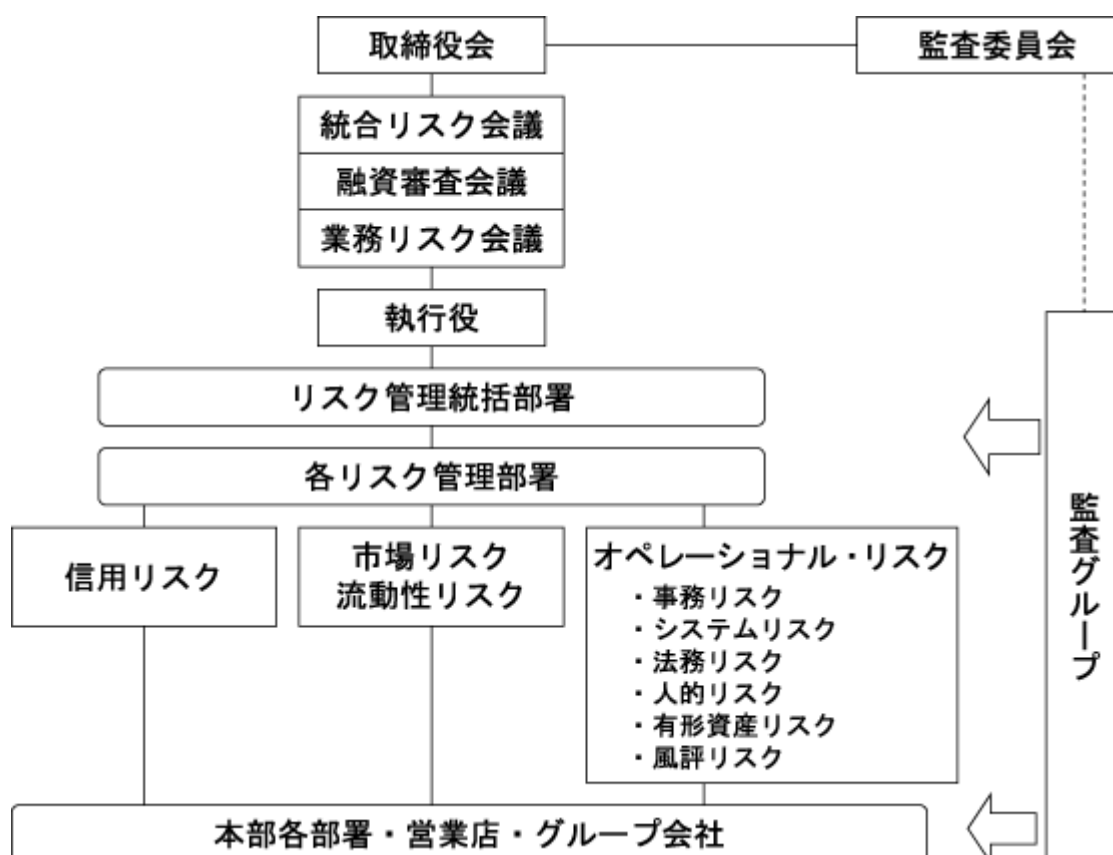 取締役会
監査委員会
統合リスク会議
融資審査会議
業務リスク会議
執行役
リスク管理統括部署
各リスク管理部署
信用リスク
市場リスク
流動性リスク
オペレーショナル・リスク
・事務リスク
・システムリスク
・法務リスク
・人的リスク
・有形資産リスク
・風評リスク
監査グループ
本部各部署・営業店・グループ会社